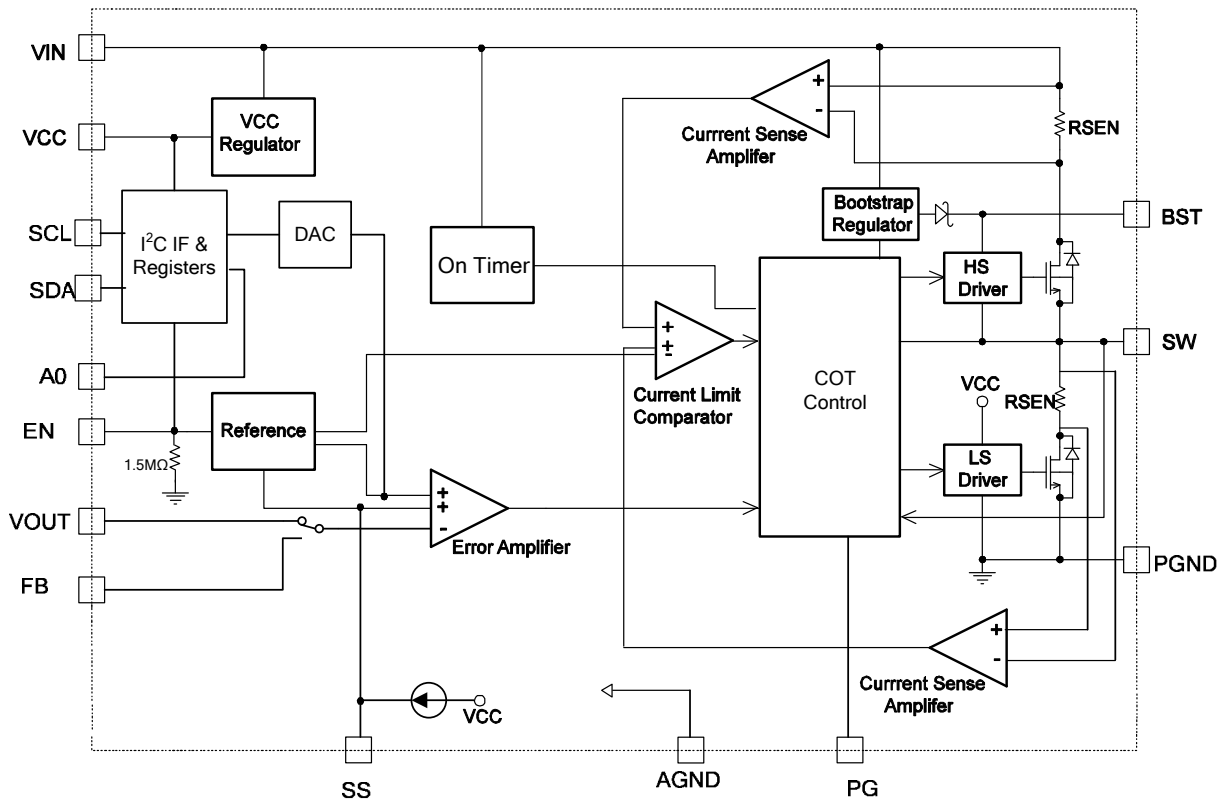 VIN
VCC
VCC
Regulator
SCL
SDA
I²C IF &
Registers
DAC
On Timer
A0
EN
1.5MΩ
Reference
VOUT
FB
+
+
-
Error Amplifier
+
-
Currrent Sense
Amplifer
RSEN
Bootstrap
Regulator
BST
HS
Driver
+
+
-
Current Limit
Comparator
COT
Control
SW
VCC
RSEN
LS
Driver
PGND
+
-
Currrent Sense
Amplifer
VCC
SS
AGND
PG